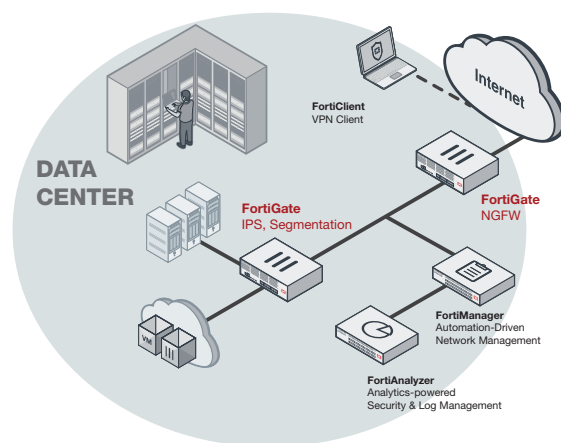 Internet
FortiClient
VPN Client
DATA
CENTER
FortiGate
NGFW
FortiGate
IPS, Segmentation
FortiManager
Automation-Driven
Network Management
VM
FortiAnalyzer
Analytics-powered
Security & Log Management